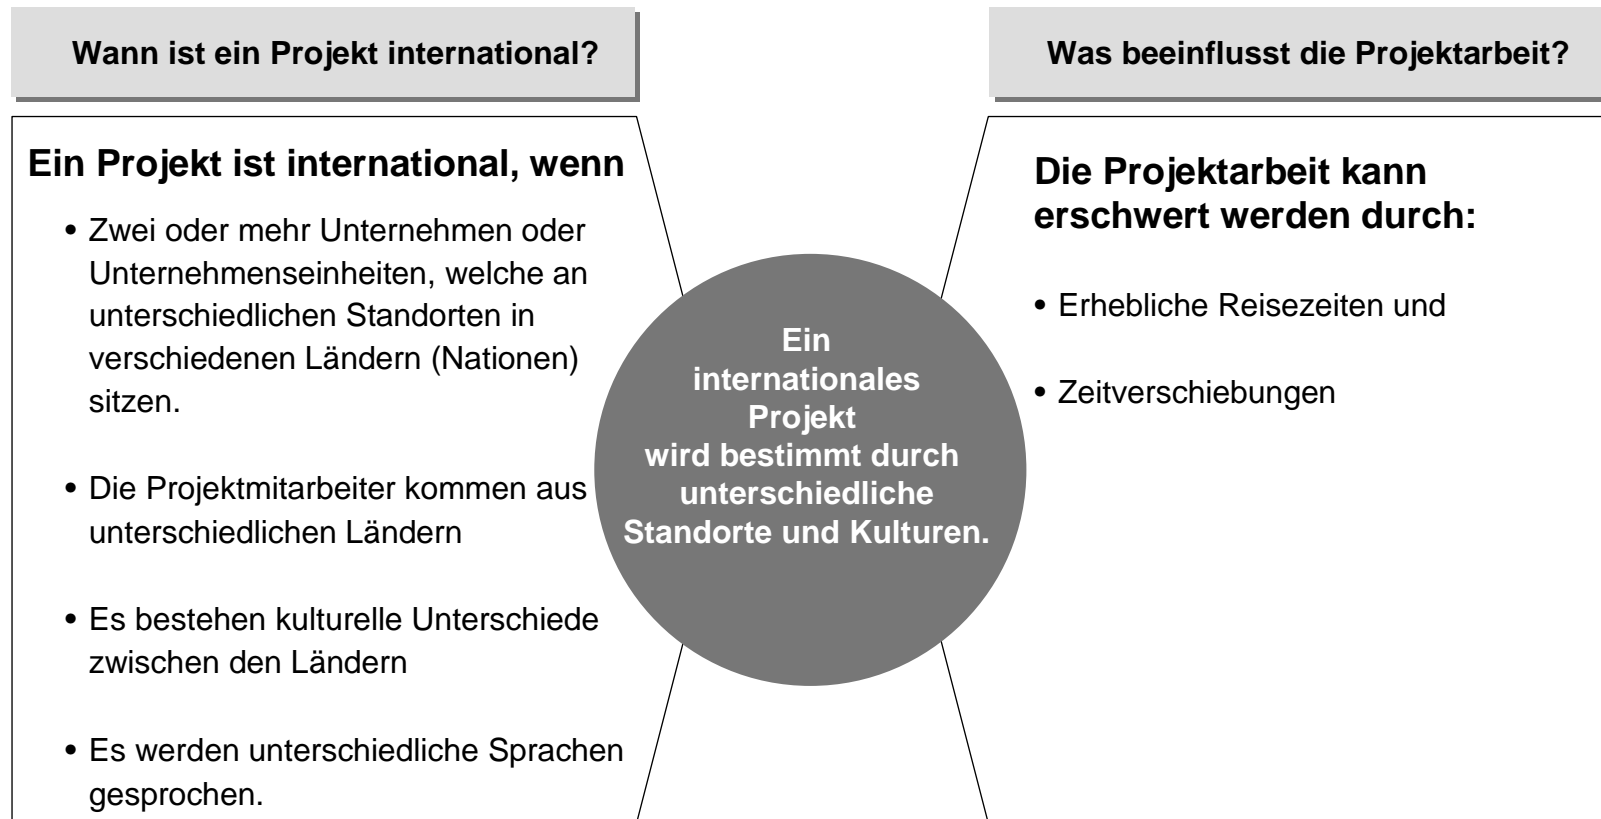 Wann ist ein Projekt international?
Ein Projekt ist international, wenn
• Zwei oder mehr Unternehmen oder
Unternehmenseinheiten, welche an
unterschiedlichen Standorten in
verschiedenen Ländern (Nationen)
sitzen.
• Die Projektmitarbeiter kommen aus
unterschiedlichen Ländern
• Es bestehen kulturelle Unterschiede
zwischen den Ländern
• Es werden unterschiedliche Sprachen
gesprochen.
Ein
internationales
Projekt
wird bestimmt durch
unterschiedliche
Standorte und Kulturen.
Was beeinflusst die Projektarbeit?
Die Projektarbeit kann
erschwert werden durch:
• Erhebliche Reisezeiten und
• Zeitverschiebungen